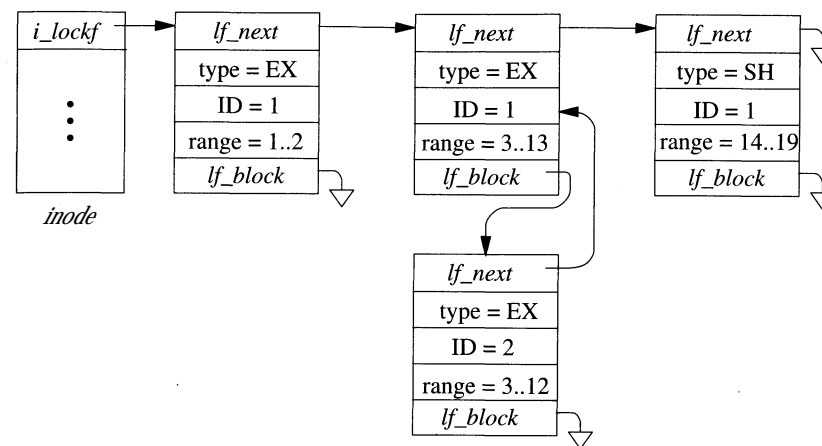 i_lockf
inode
lf_next
type = EX
ID = 1
range = 1..2
lf_block
lf_next
type = EX
ID = 1
range = 3..13
lf_block
lf_next
type = SH
ID = 1
range = 14..19
lf_block
lf_next
type = EX
ID = 2
range = 3..12
lf_block